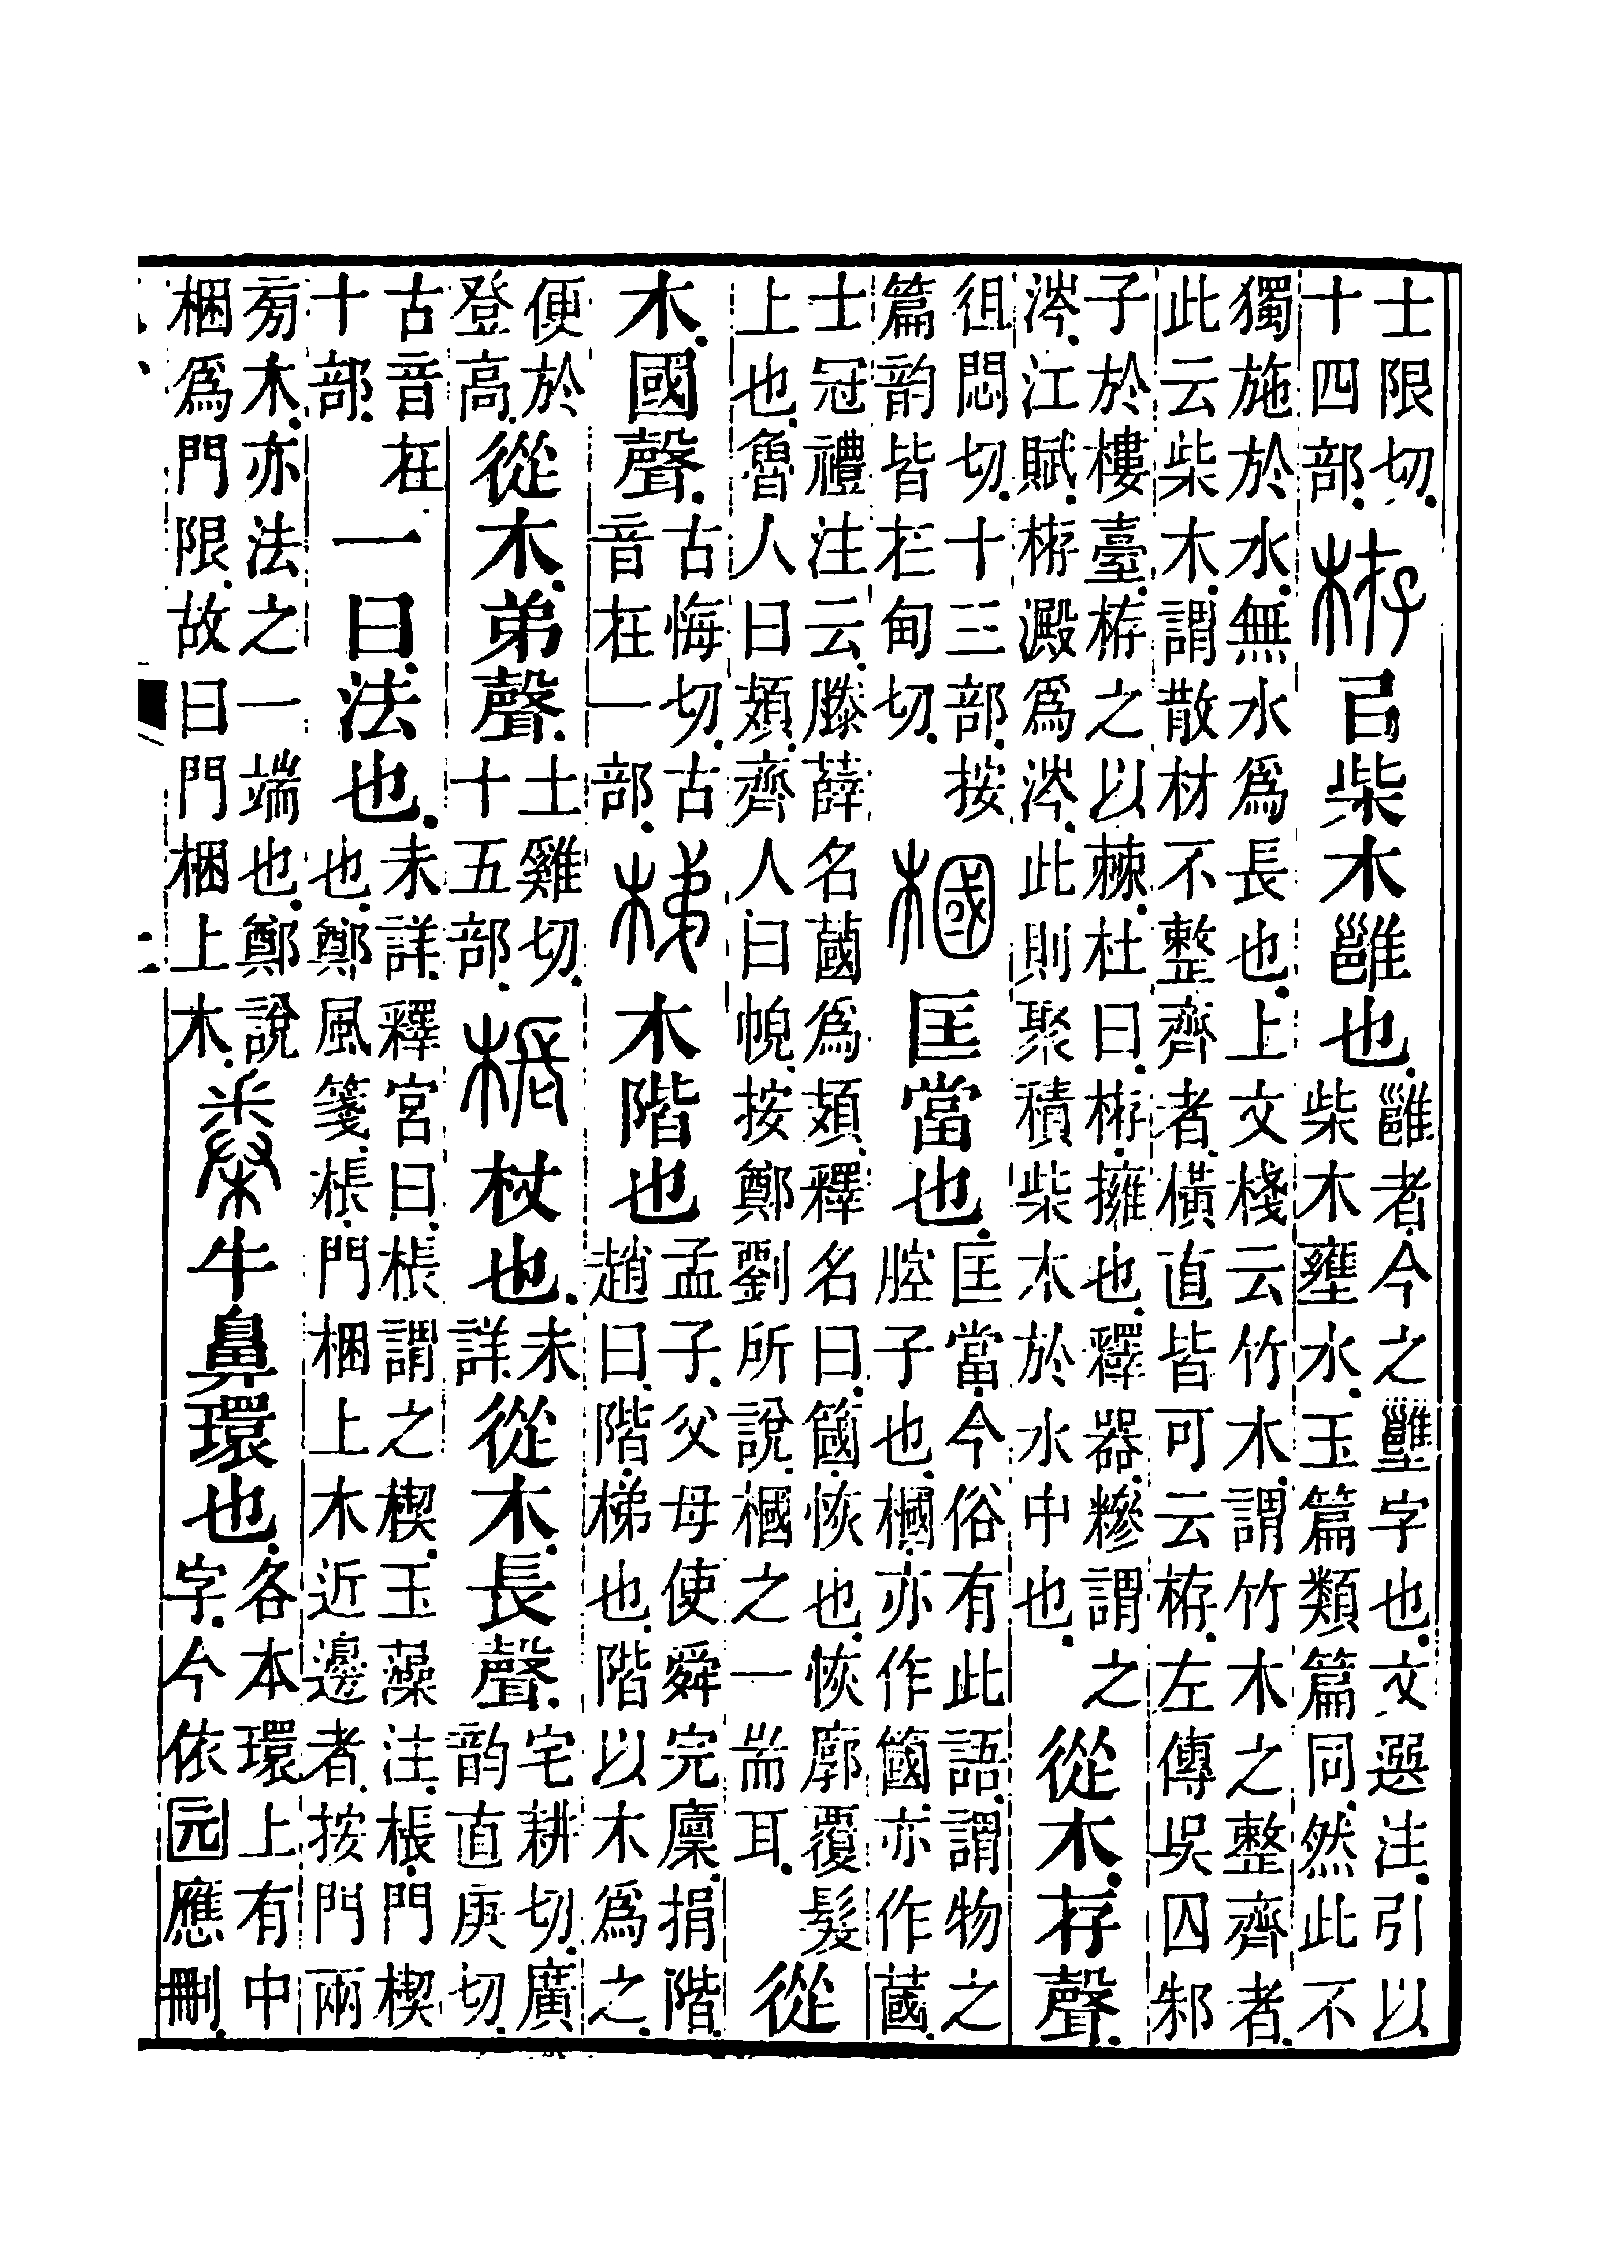 士限切。
十四部。
栫
㠯柴木雝也。
雝者。今之壅字也。文選注。引以
柴木壅水。玉篇類篇同。然此不
獨施於水。無水爲長也。上文棧云竹木。謂竹木之整齊者。
此云柴木。謂散材不整齊者。橫直皆可云栫。左傳吳囚邾
子於樓臺。栫之以蕀。杜曰。栫。擁也。釋器。糝謂之
涔。江賦。栫澱爲涔。此則聚積柴木於水中也。
從木。存聲。
徂悶切。十三部。按
篇韵皆在甸切。
槶
匡當也。
匡當。今俗有此語。謂物之
腔子也。槶亦作簂。亦作蔮。
士冠禮注云。滕薛名蔮爲頍。釋名曰。簂。恢也。恢廓覆髮
上也。魯人曰頍。齊人曰㡋。按鄭劉所說。槶之一耑耳。
從
木。國聲。
古悔切。古
音在一部。
梯
木階也
孟子。父母使舜完廩。捐階。
趙曰。階。梯也。階以木爲之。
便於
登高。
從木。弟聲。
土雞切。
十五部。
棖
杖也。
未
詳
從木。長聲。
宅耕切。廣
韵直庚切。
古音在
十部。
一曰法也。
未詳。釋宮曰。棖謂之楔。玉藻注。棖。門楔
也。鄭風箋。棖。門梱上木近邊者。按門兩
旁木。亦法之一端也。鄭說
梱爲門限。故曰門梱上木。
桊
牛鼻環也。
各本環上有中
字。今依园應刪。